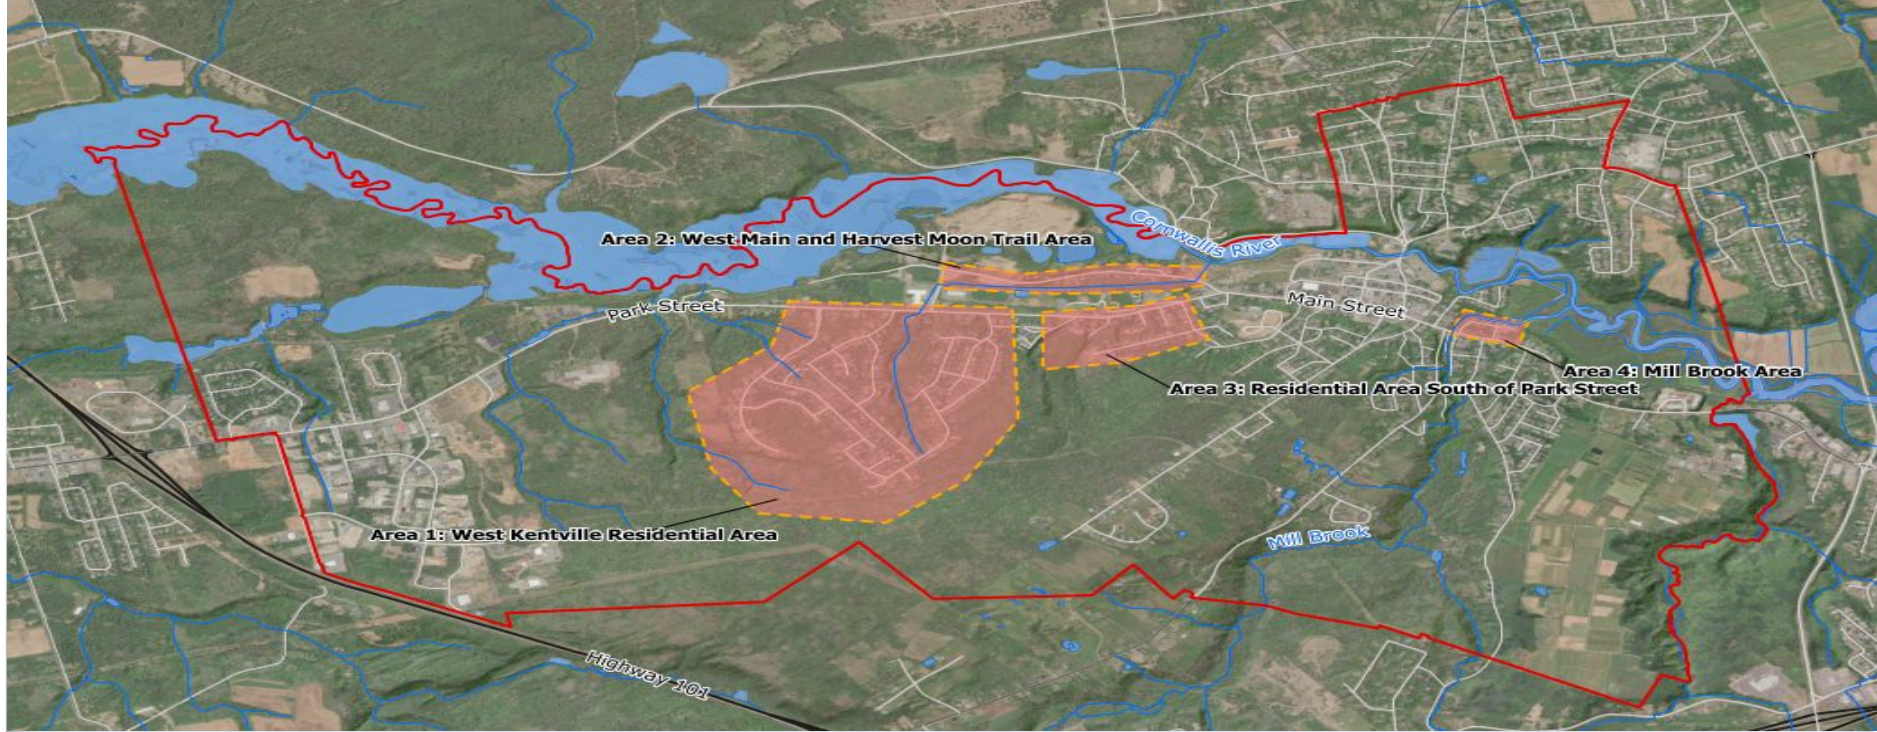 Cornwallis River
Area 2: West Main and Harvest Moon Trail Area
Park Street
Main Street
Area 4: Mill Brook Area
Area 3: Residential Area South of Park Street
Area 1: West Kentville Residential Area
Mill Brook
Highway 101